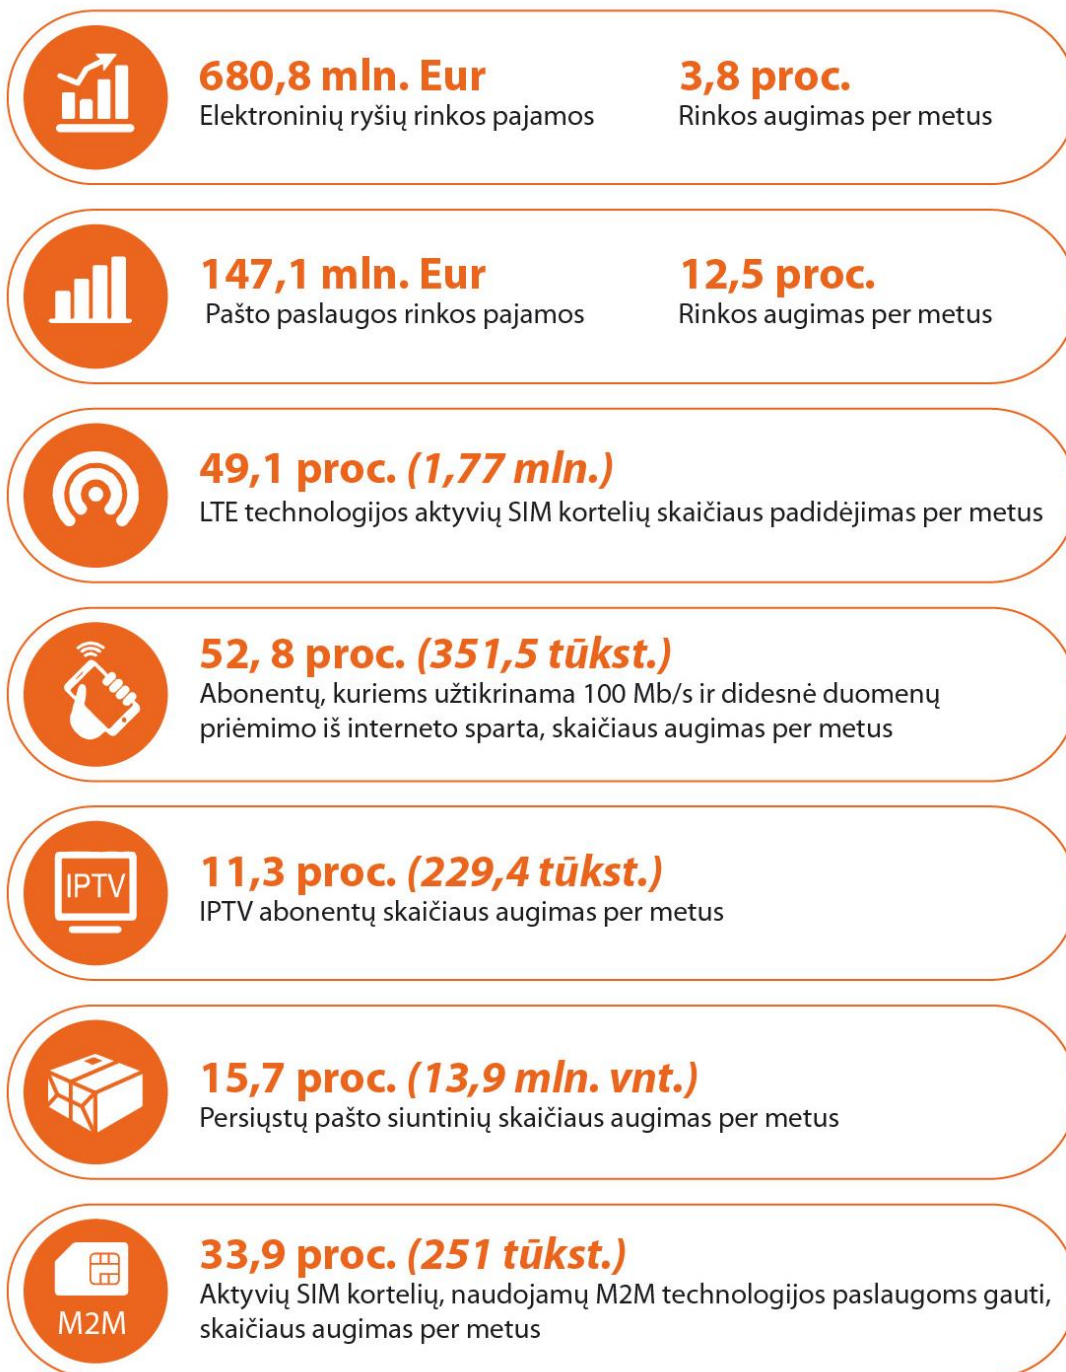 680,8 mln. Eur
Elektroninių ryšių rinkos pajamos
3,8 proc.
Rinkos augimas per metus
147,1 mln. Eur
Pašto paslaugos rinkos pajamos
12,5 proc.
Rinkos augimas per metus
49,1 proc. (1,77 mln.)
LTE technologijos aktyvių SIM kortelių skaičiaus padidėjimas per metus
52, 8 proc. (351,5 tūkst.)
Abonentų, kuriems užtikrinama 100 Mb/s ir didesnė duomenų
priėmimo iš interneto sparta, skaičiaus augimas per metus
IPTV
11,3 proc. (229,4 tūkst.)
IPTV abonentų skaičiaus augimas per metus
15,7 proc. (13,9 mln. vnt.)
Persiųstų pašto siuntinių skaičiaus augimas per metus
M2M
33,9 proc. (251 tūkst.)
Aktyvių SIM kortelių, naudojamų M2M technologijos paslaugoms gauti,
skaičiaus augimas per metus